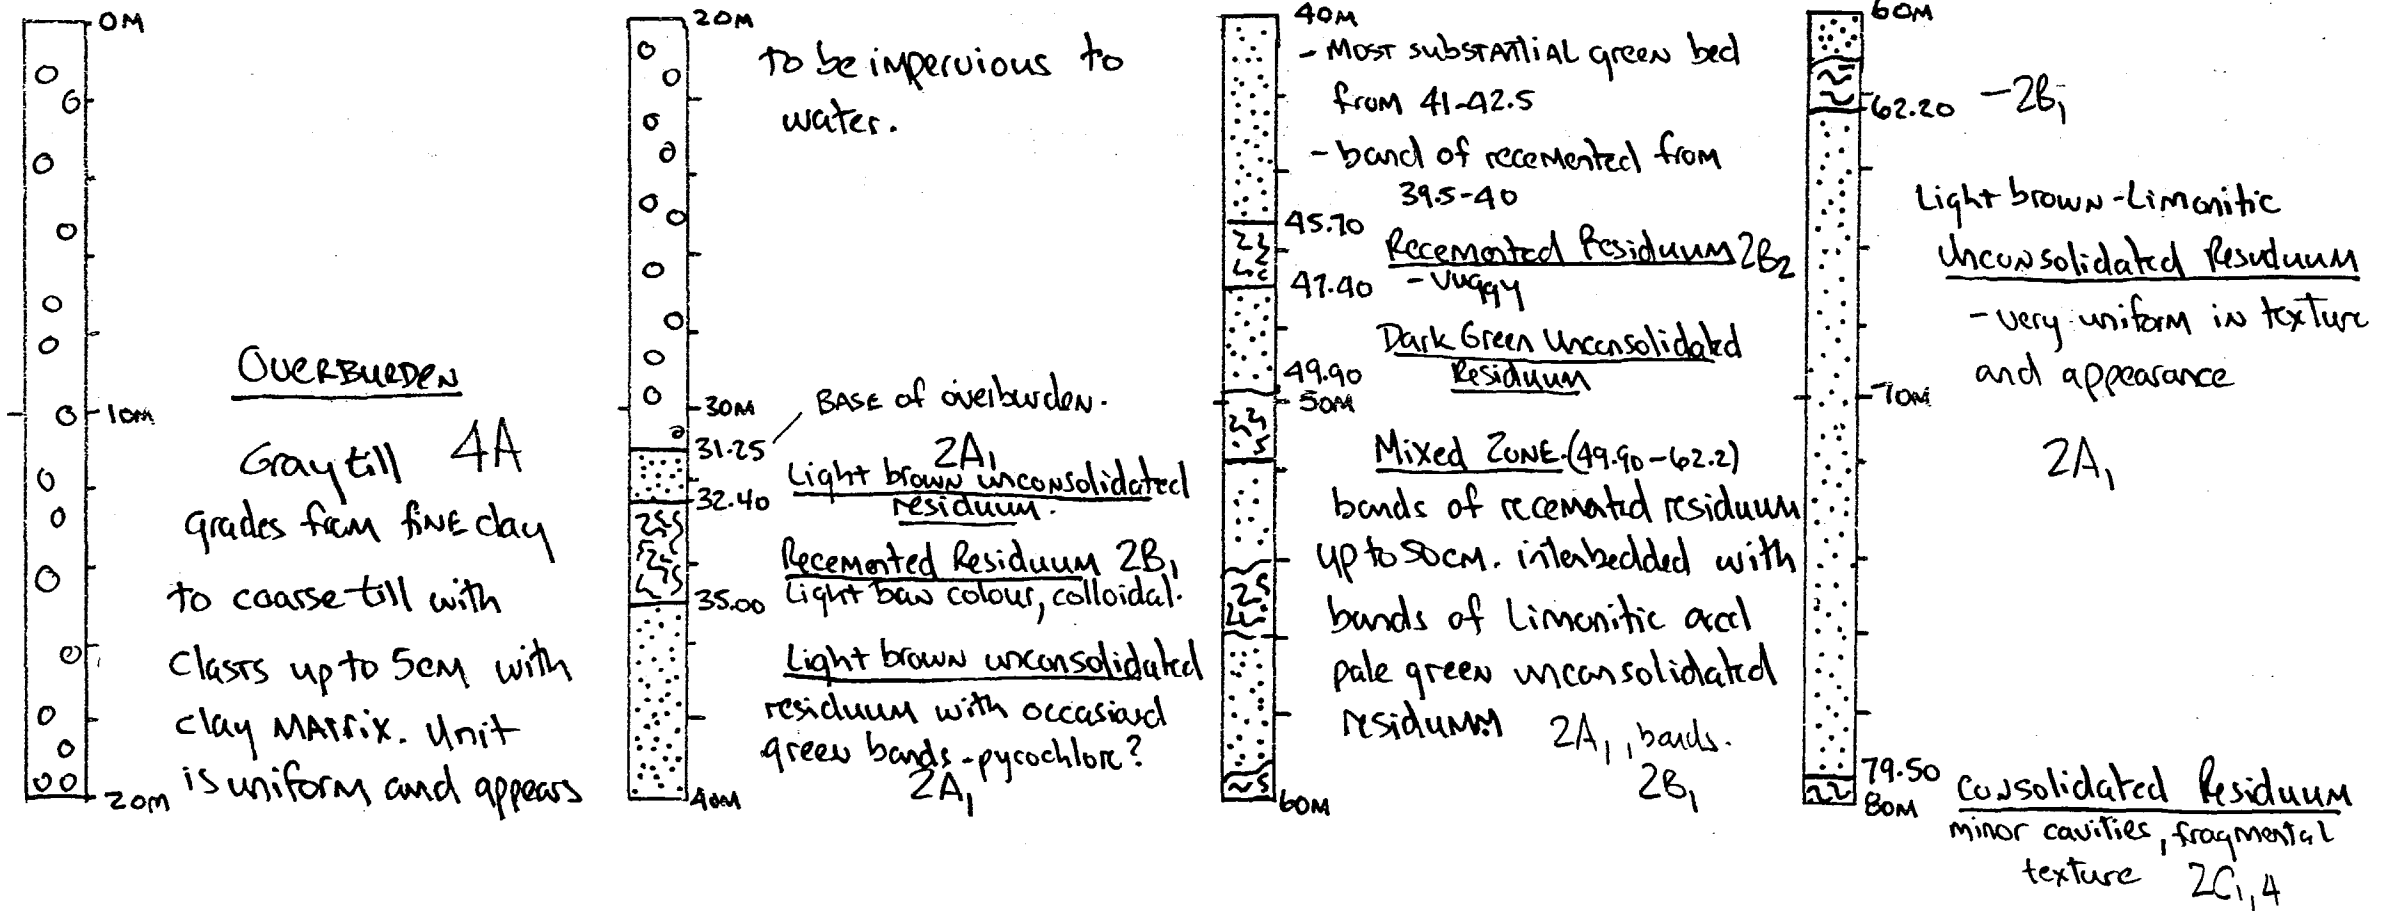 0M
10M
OVERBURDEN
Gray till 4A
grades from fine clay
to coarse till with
clasts up to 5cm with
clay matrix. Unit
is uniform and appears
20M
20M
to be impervious to
water.
30M
BASE of overburden.
31.25
2A1
Light brown unconsolidated
residuum.
32.40
Recemented Residuum 2B1
Light bown colour, colloidal.
35.00
Light brown unconsolidated
residuum with occasional
green bands - pyrochlore?
2A1
40M
40M
- Most substantial green bed
from 41-42.5
- band of recemented from
39.5-40
45.70
Recemented Residuum 2B2
- vuggy
47.40
Dark Green Unconsolidated
Residuum
49.90
50M
Mixed ZONE. (49.90-62.2)
bands of recemented residuum
up to 50cm. interbedded with
bands of Limonitic and
pale green unconsolidated
residuum
2A1, bands.
2B1
60M
60M
62.20 -2B1
Light brown-Limonitic
Unconsolidated Residuum
- very uniform in texture
and appearance
70M
2A1
79.50
80M
Consolidated Residuum
minor cavities, fragmental
texture 2C1,4